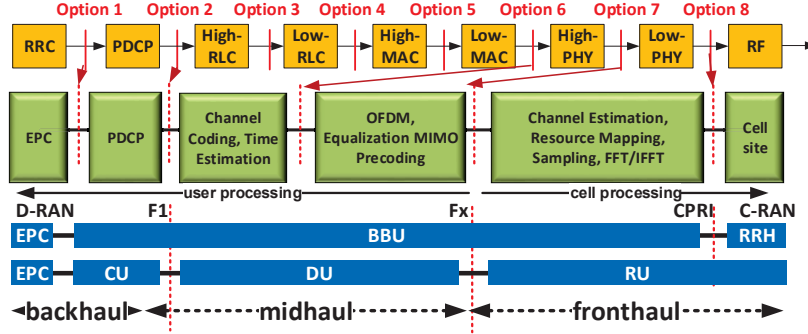 Option 1 Option 2 Option 3 Option 4 Option 5 Option 6 Option 7 Option 8
RRC PDCP High-RLC Low-RLC High-MAC Low-MAC High-PHY Low-PHY RF
EPC
PDCP
Channel
Coding, Time
Estimation
OFDM,
Equalization MIMO
Precoding
Channel Estimation,
Resource Mapping,
Sampling, FFT/IFFT
Cell
site
user processing cell processing
D-RAN F1 Fx CPRI C-RAN
EPC BBU RRH
EPC CU DU RU
backhaul midhaul fronthaul